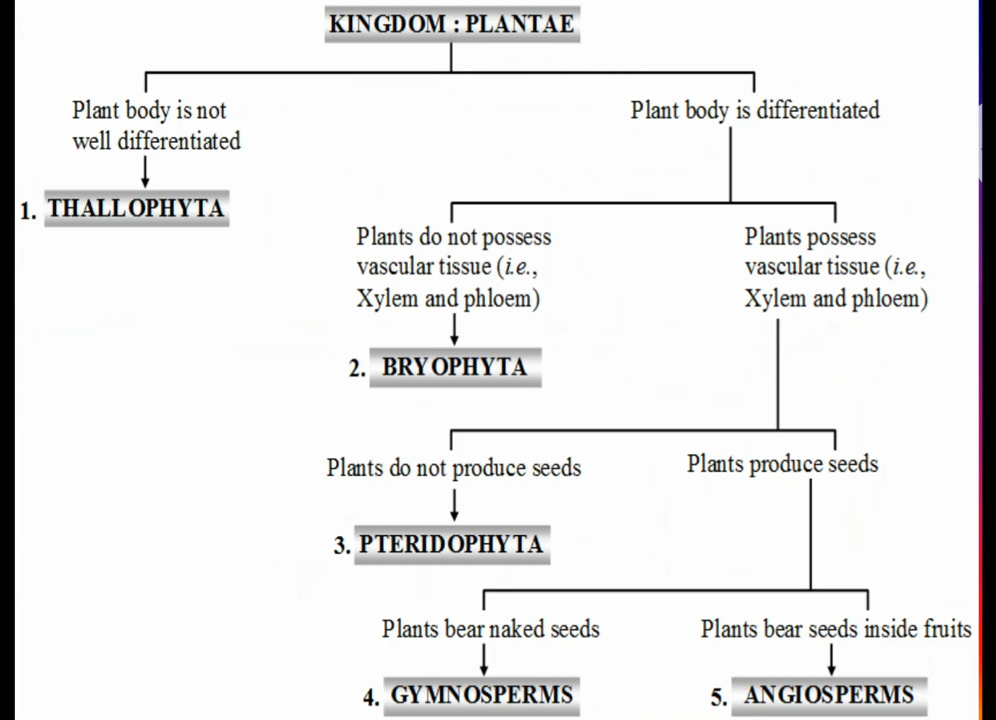 KINGDOM : PLANTAE
Plant body is not
well differentiated
Plant body is differentiated
1. THALLOPHYTA
Plants do not possess
vascular tissue (i.e.,
Xylem and phloem)
Plants possess
vascular tissue (i.e.,
Xylem and phloem)
2. BRYOPHYTA
Plants do not produce seeds
Plants produce seeds
3. PTERIDOPHYTA
Plants bear naked seeds
Plants bear seeds inside fruits
4. GYMNOSPERMS
5. ANGIOSPERMS